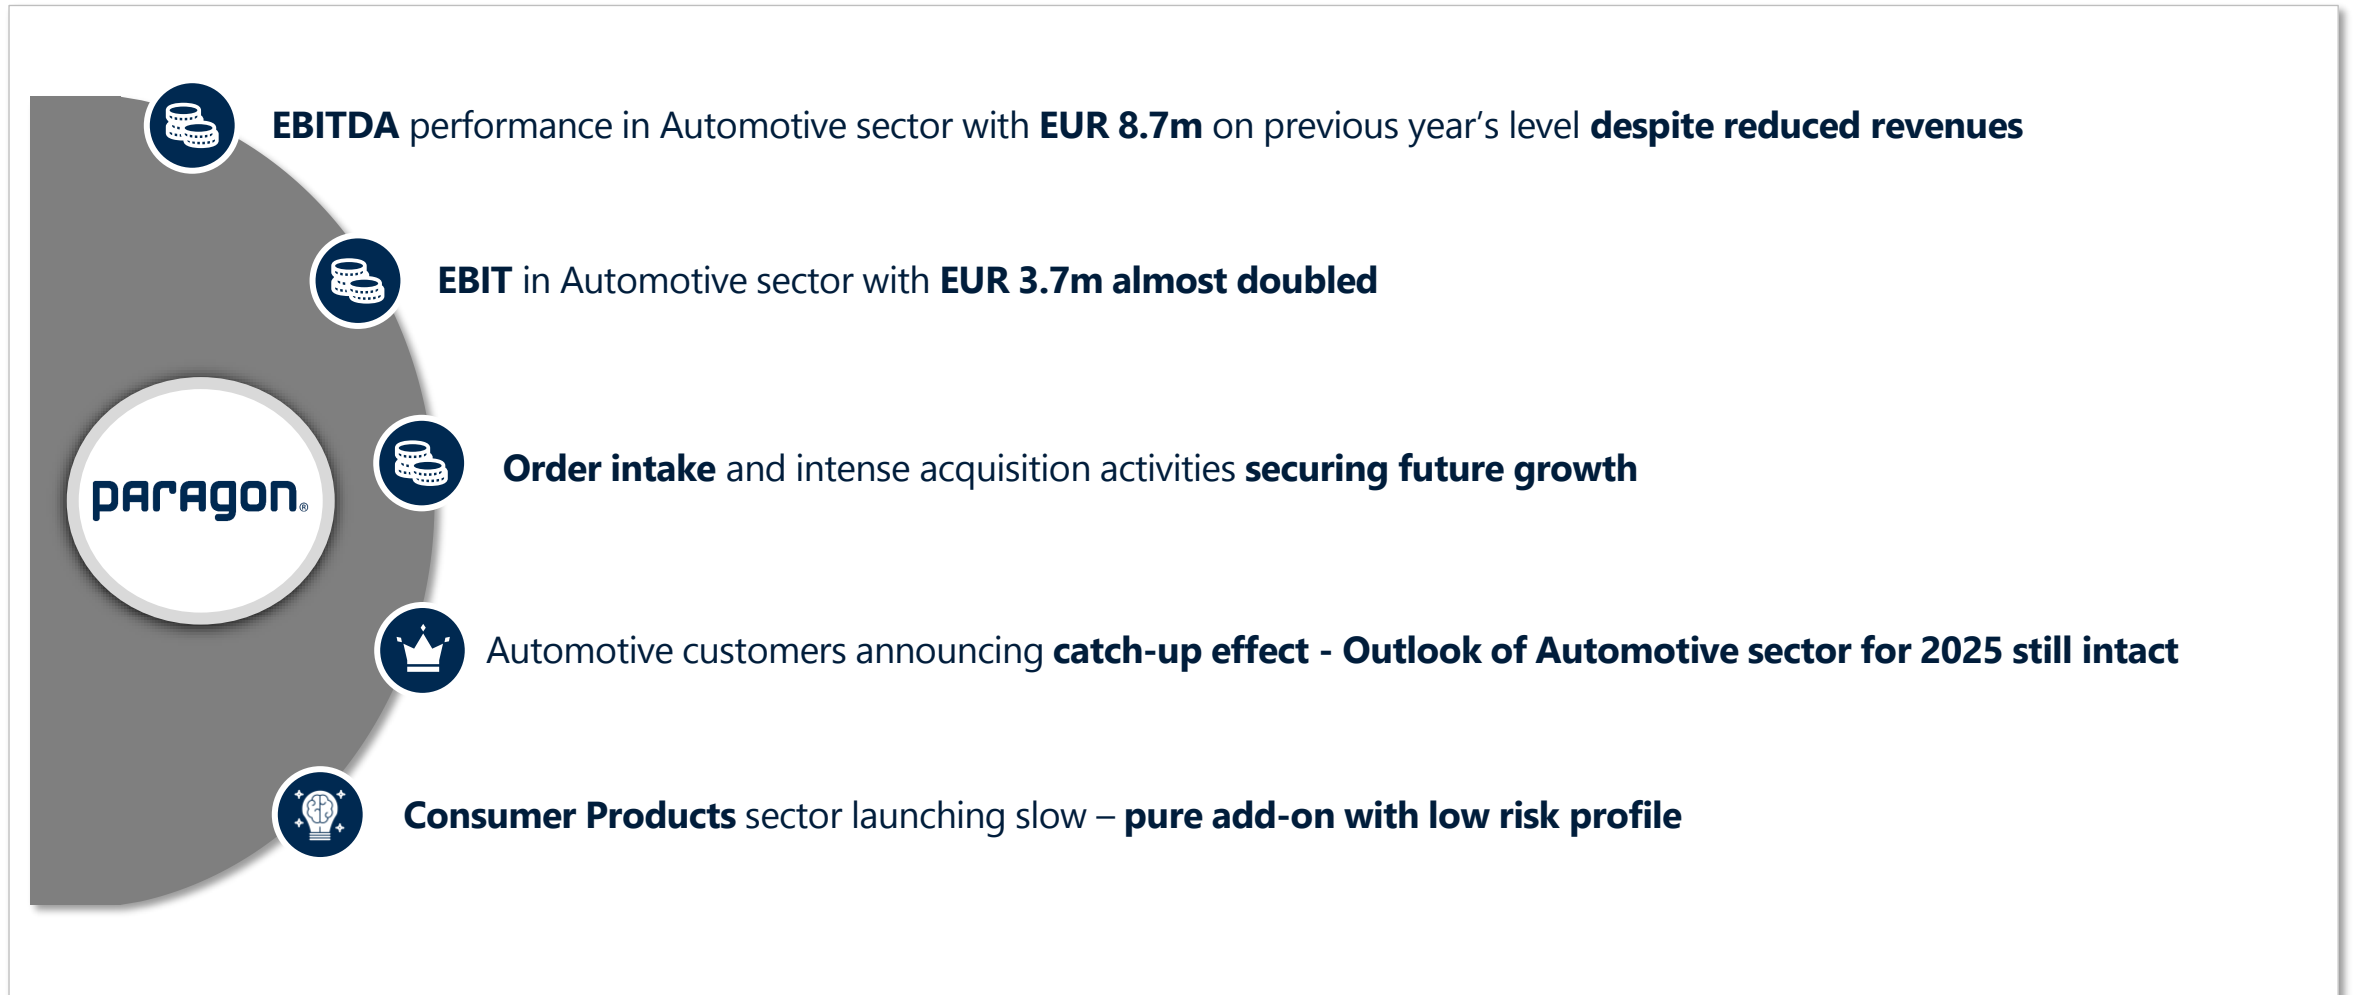 EBITDA performance in Automotive sector with EUR 8.7m on previous year’s level despite reduced revenues
EBIT in Automotive sector with EUR 3.7m almost doubled
Order intake and intense acquisition activities securing future growth
paragon®
Automotive customers announcing catch-up effect - Outlook of Automotive sector for 2025 still intact
Consumer Products sector launching slow – pure add-on with low risk profile